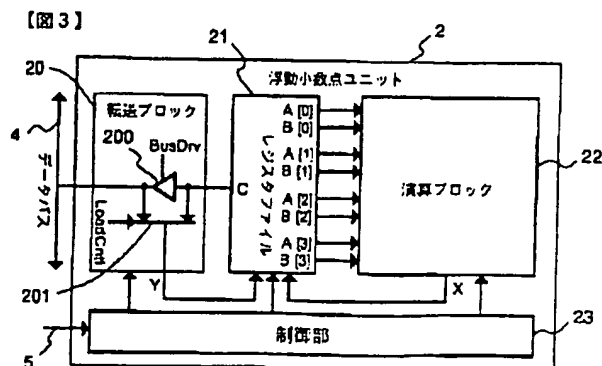 【図3】
2
21
浮動小数点ユニット
20
転送ブロック
4
200
BusDrv
データバス
LoadCntl
201
Y
C
レジスタファイル
A [0]
B [0]
A [1]
B [1]
A [2]
B [2]
A [3]
B [3]
演算ブロック
22
X
制御部
23
5